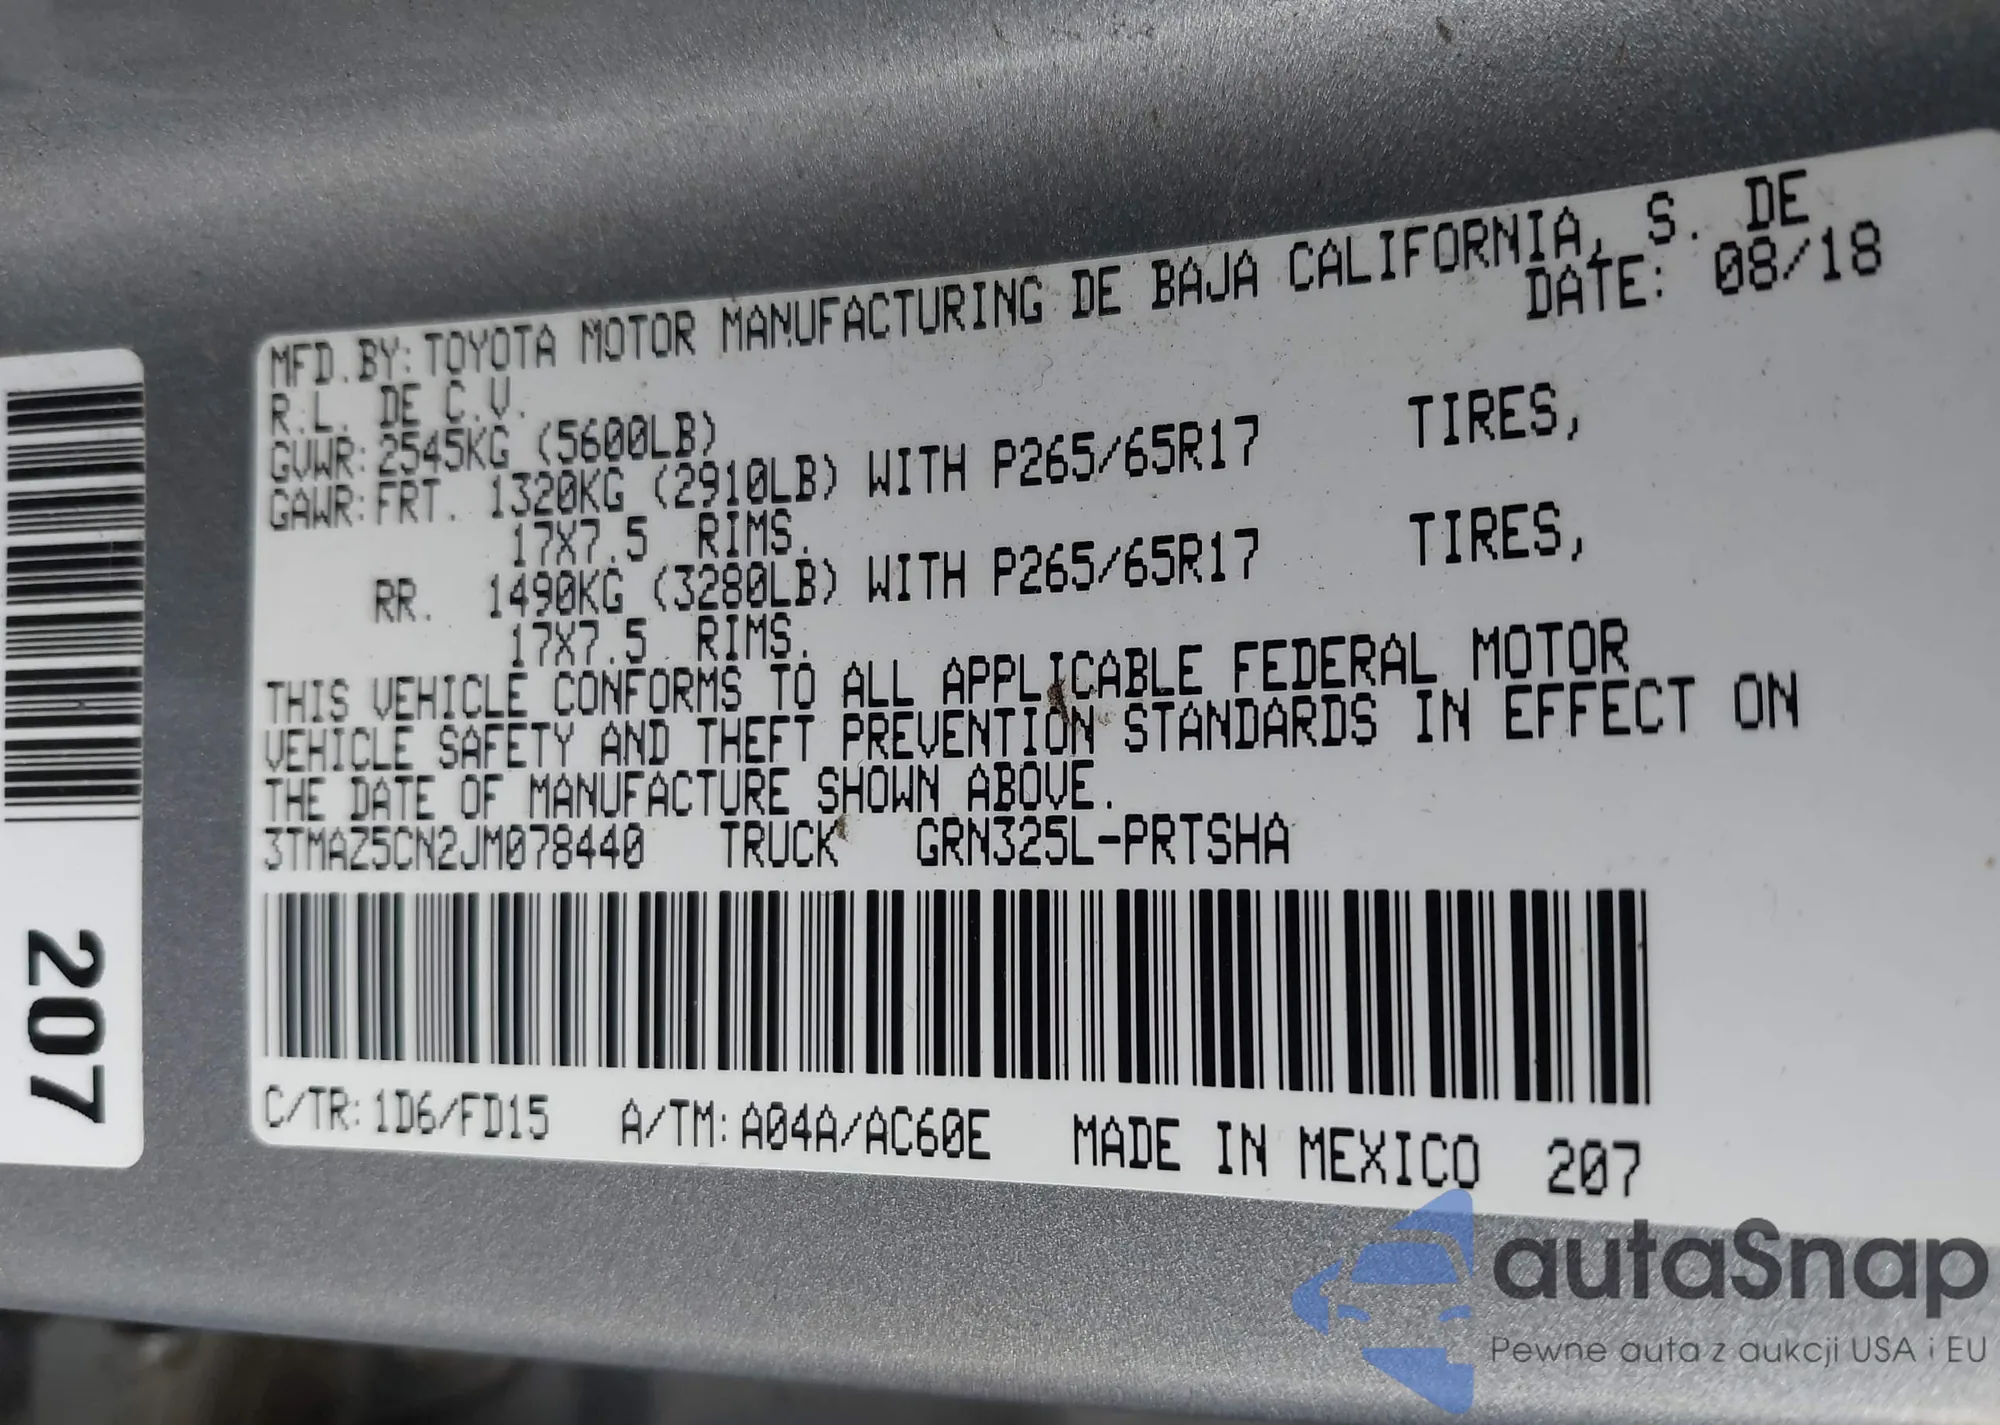 MFD.BY:TOYOTA MOTOR MANUFACTURING DE BAJA CALIFORNIA, S. DE
R.L. DE C.V. DATE: 08/18
GVWR:2545KG (5600LB)
GAWR:FRT. 1320KG (2910LB) WITH P265/65R17 TIRES,
17X7.5 RIMS.
RR. 1490KG (3280LB) WITH P265/65R17 TIRES,
17X7.5 RIMS.
THIS VEHICLE CONFORMS TO ALL APPLICABLE FEDERAL MOTOR
VEHICLE SAFETY AND THEFT PREVENTION STANDARDS IN EFFECT ON
THE DATE OF MANUFACTURE SHOWN ABOVE.
3TMAZ5CN2JM078440 TRUCK GRN325L-PRTSHA
C/TR:1D6/FD15 A/TM:A04A/AC60E MADE IN MEXICO 207
207
autaSnap
Pewne auta z aukcji USA i EU